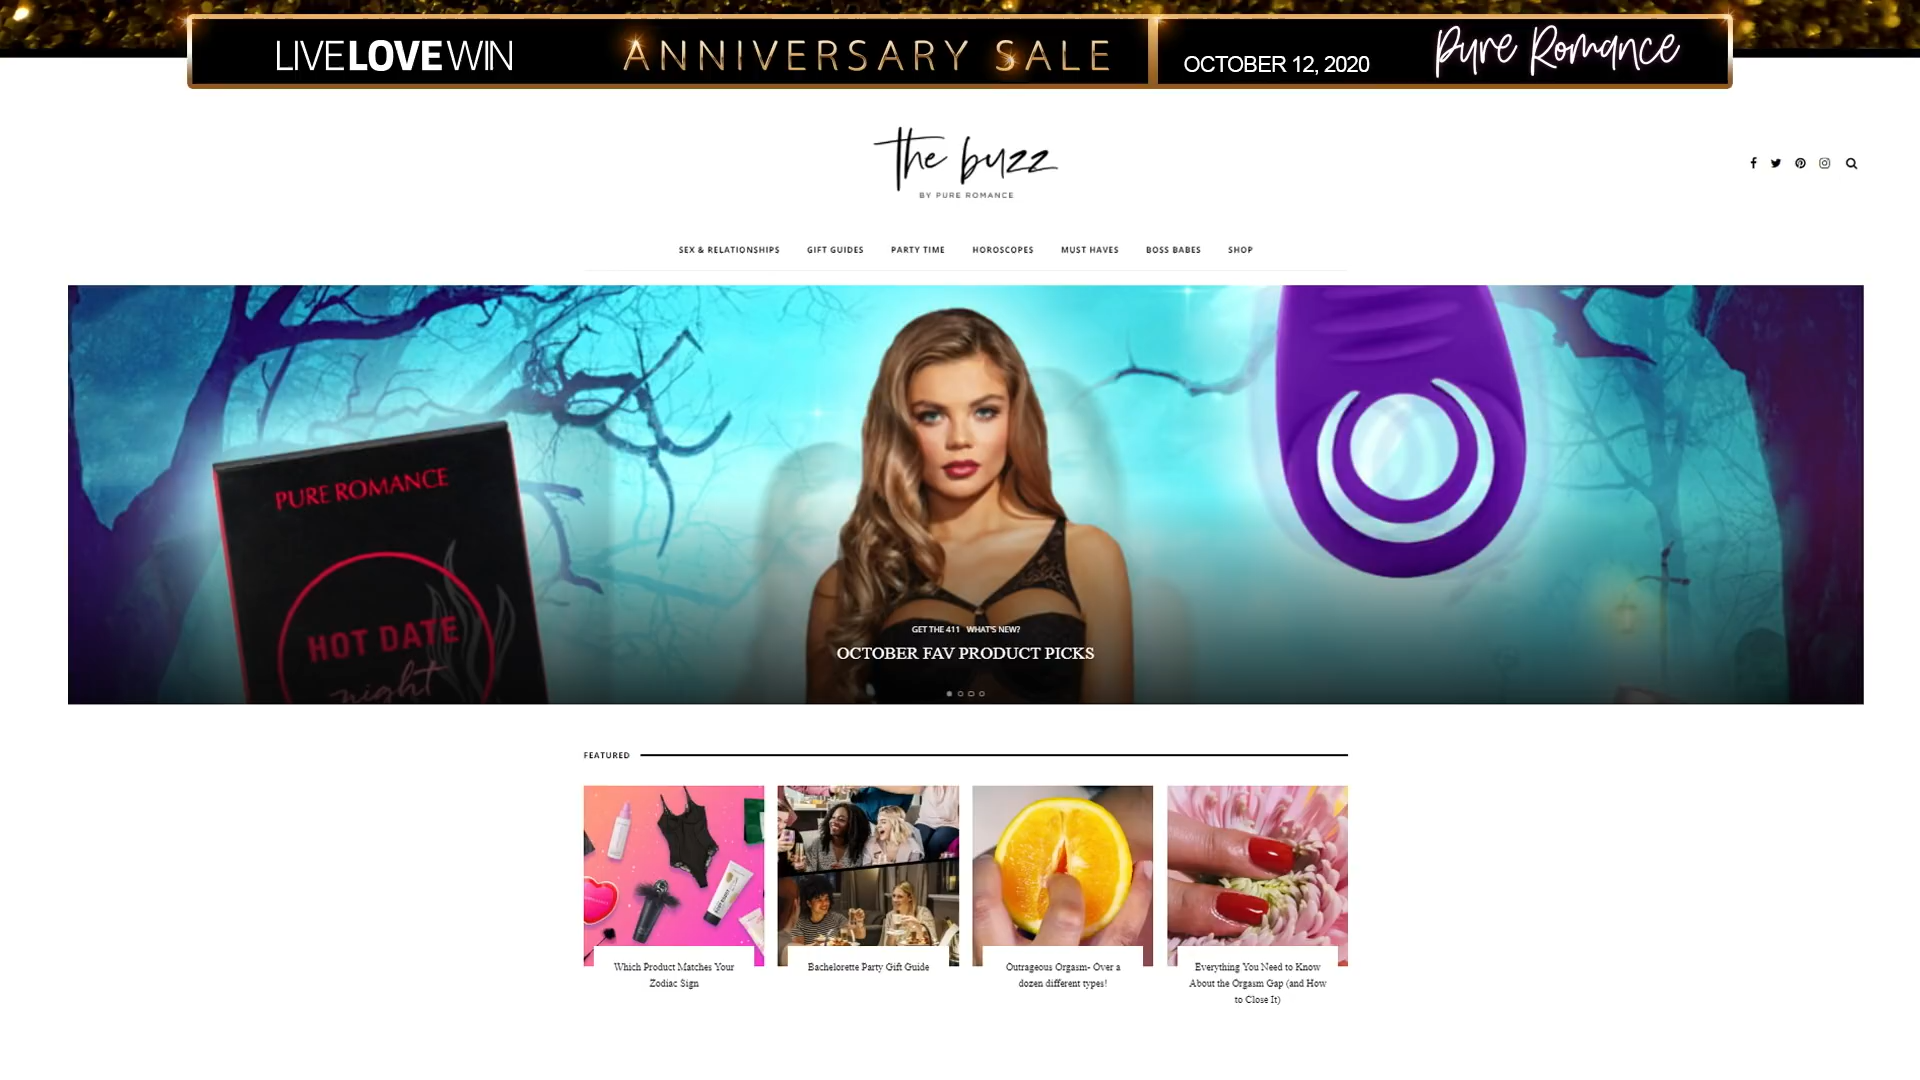 LIVELOVEWIN
ANNIVERSARY SALE
OCTOBER 12, 2020
Pure Romance
the buzz
BY PURE ROMANCE
SEX & RELATIONSHIPS
GIFT GUIDES
PARTY TIME
HOROSCOPES
MUST HAVES
BOSS BABES
SHOP
PURE ROMANCE
HOT DATE
night
GET THE 411
WHAT'S NEW?
OCTOBER FAV PRODUCT PICKS
FEATURED
Which Product Matches Your
Zodiac Sign
Bachelorette Party Gift Guide
Outrageous Orgasm- Over a
dozen different types!
Everything You Need to Know
About the Orgasm Gap (and How
to Close It)